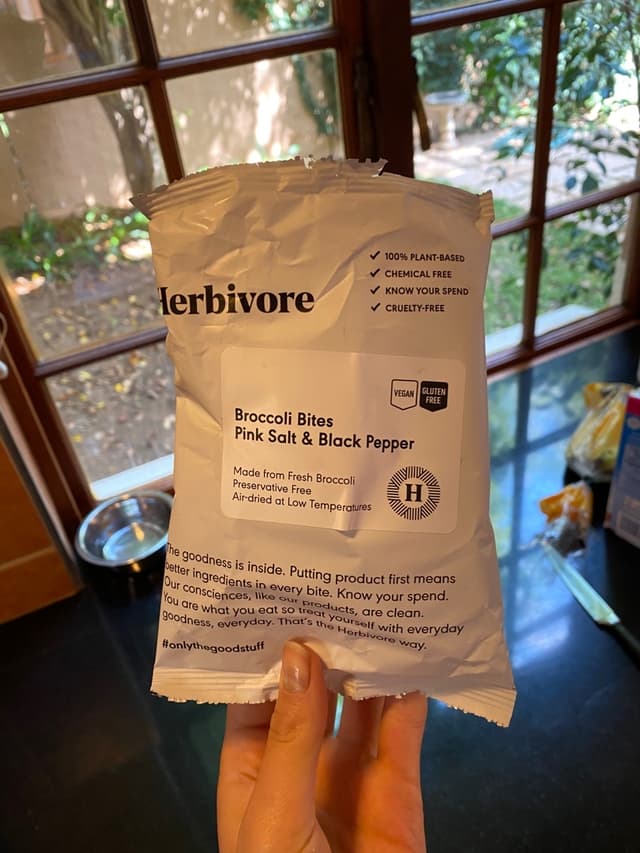 Herbivore
100% PLANT-BASED
CHEMICAL FREE
KNOW YOUR SPEND
CRUELTY-FREE
VEGAN
GLUTEN
FREE
Broccoli Bites
Pink Salt & Black Pepper
Made from Fresh Broccoli
Preservative Free
Air-dried at Low Temperatures
H
The goodness is inside. Putting product first means
better ingredients in every bite. Know your spend.
Our consciences, like our products, are clean.
You are what you eat so treat yourself with everyday
goodness, everyday. That's the Herbivore way.
#onlythegoodstuff